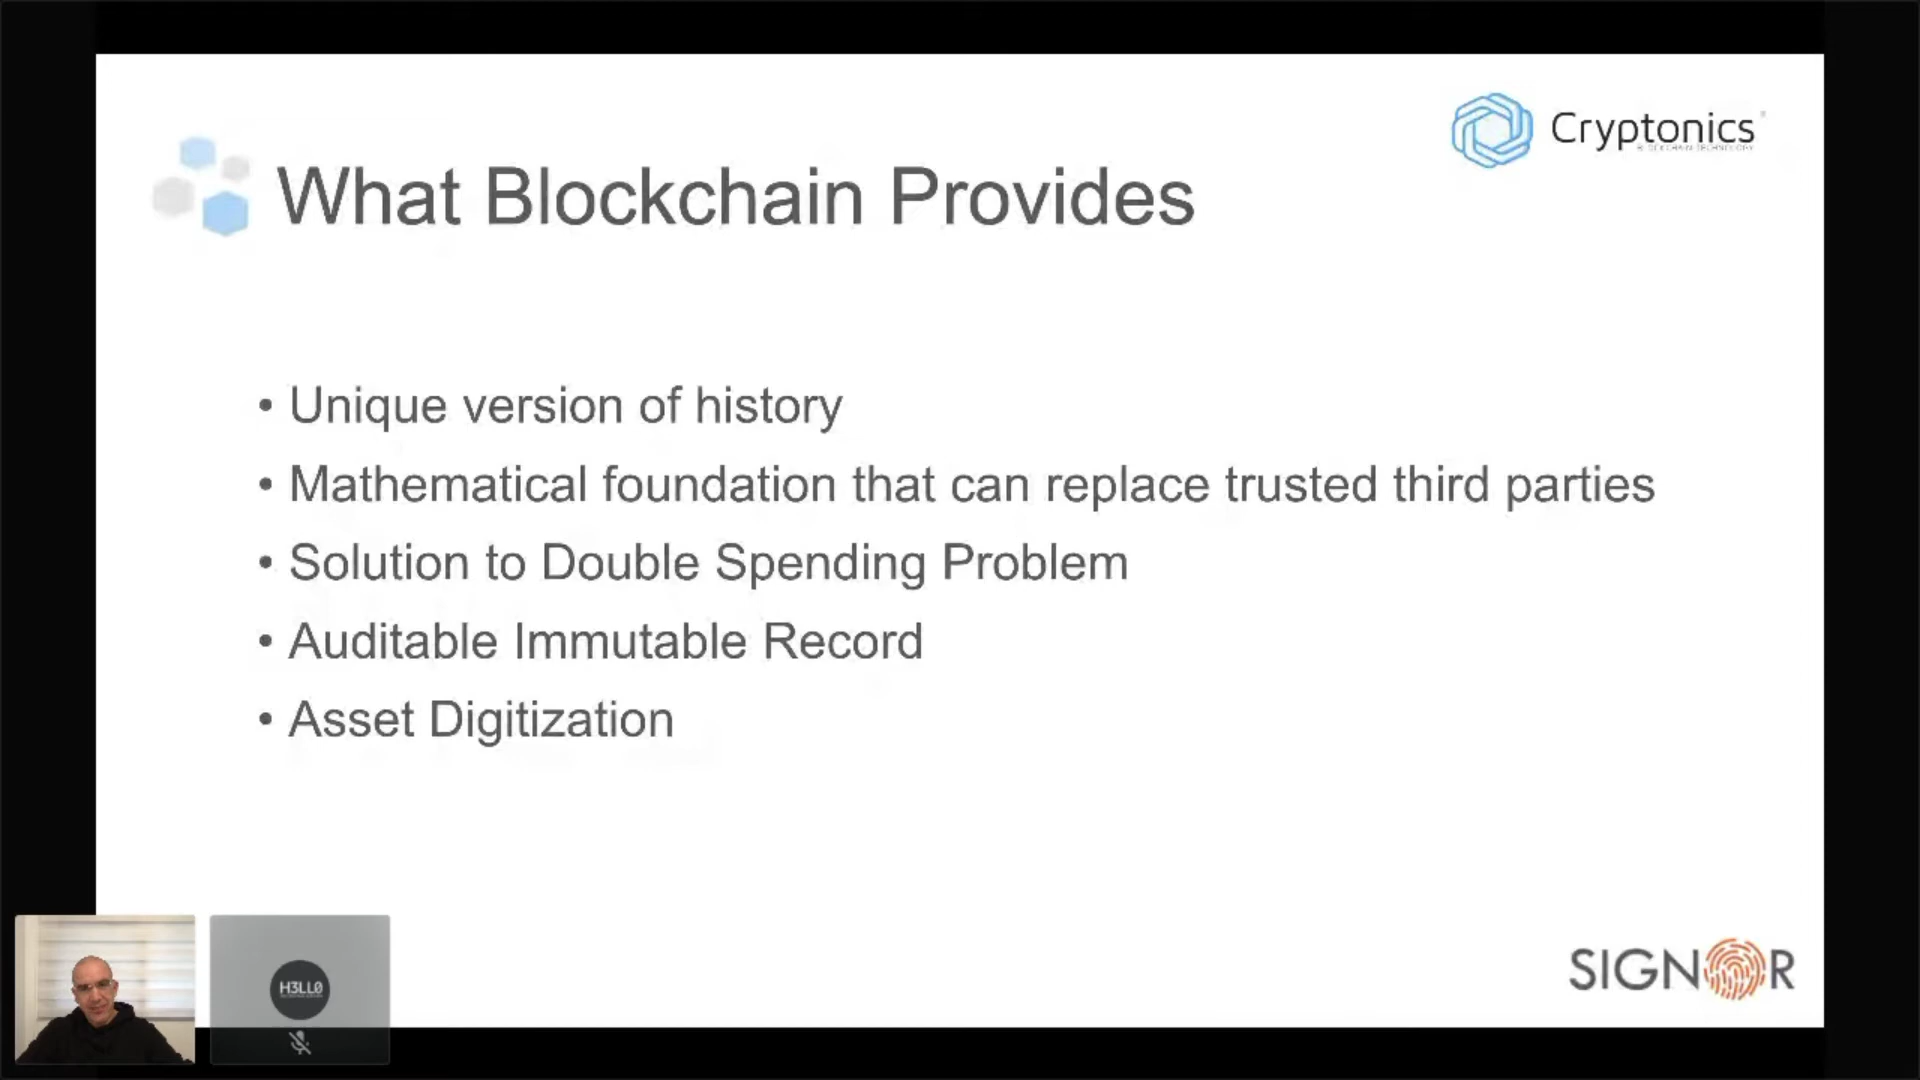 Cryptonics
What Blockchain Provides
• Unique version of history
• Mathematical foundation that can replace trusted third parties
• Solution to Double Spending Problem
• Auditable Immutable Record
• Asset Digitization
H3LLØ
SIGNOR